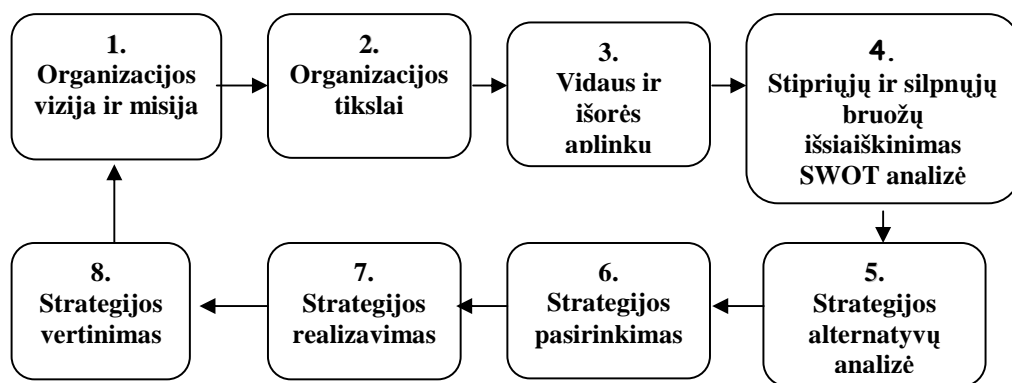 1.
Organizacijos
vizija ir misija
2.
Organizacijos
tikslai
3.
Vidaus ir
išorės
aplinku
4.
Stipriųjų ir silpnųjų
bruožų
išsiaiškinimas
SWOT analizė
5.
Strategijos
alternatyvų
analizė
6.
Strategijos
pasirinkimas
7.
Strategijos
realizavimas
8.
Strategijos
vertinimas